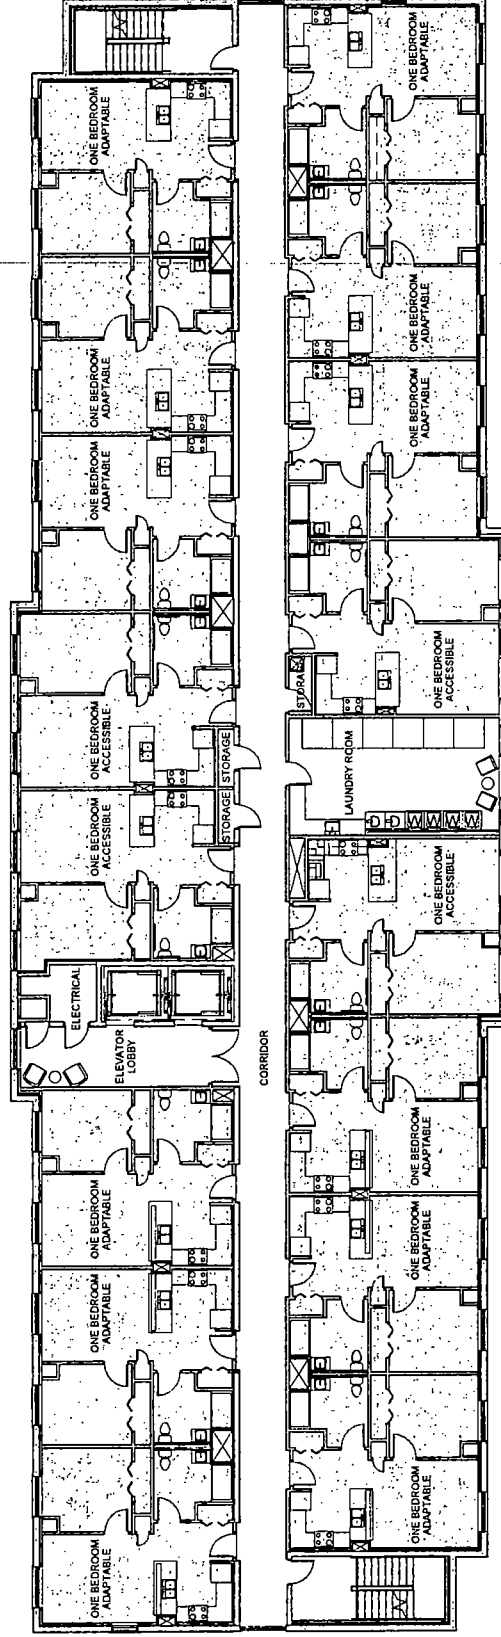 ONE BEDROOM
ADAPTABLE
ONE BEDROOM
ADAPTABLE
ONE BEDROOM
ADAPTABLE
ONE BEDROOM
ACCESSIBLE
ONE BEDROOM
ACCESSIBLE
ELECTRICAL
ELEVATOR
LOBBY
ONE BEDROOM
ADAPTABLE
ONE BEDROOM
ADAPTABLE
ONE BEDROOM
ADAPTABLE
STORAGE
STORAGE
CORRIDOR
ONE BEDROOM
ADAPTABLE
ONE BEDROOM
ADAPTABLE
ONE BEDROOM
ADAPTABLE
STORA
ONE BEDROOM
ACCESSIBLE
LAUNDRY ROOM
ONE BEDROOM
ACCESSIBLE
ONE BEDROOM
ADAPTABLE
ONE BEDROOM
ADAPTABLE
ONE BEDROOM
ADAPTABLE